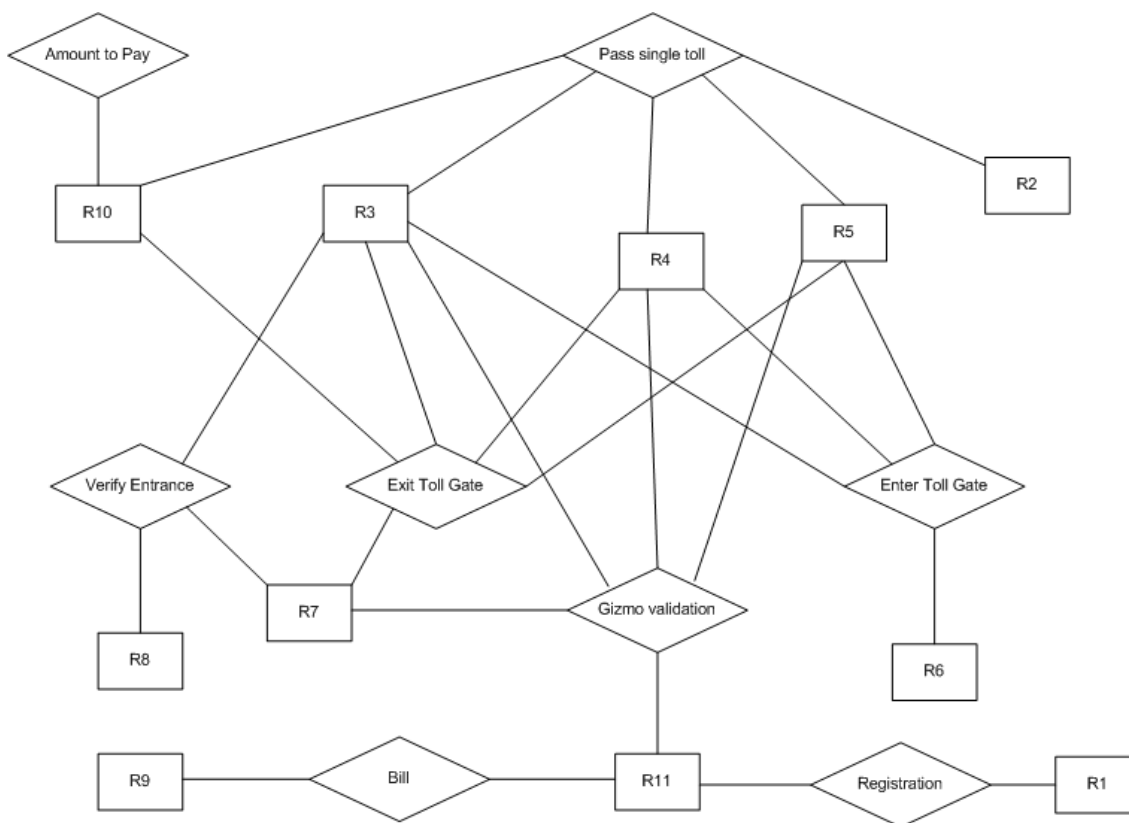 Amount to Pay
Pass single toll
R10
R3
R4
R5
R2
Verify Entrance
Exit Toll Gate
Enter Toll Gate
R7
Gizmo validation
R8
R6
R9
Bill
R11
Registration
R1